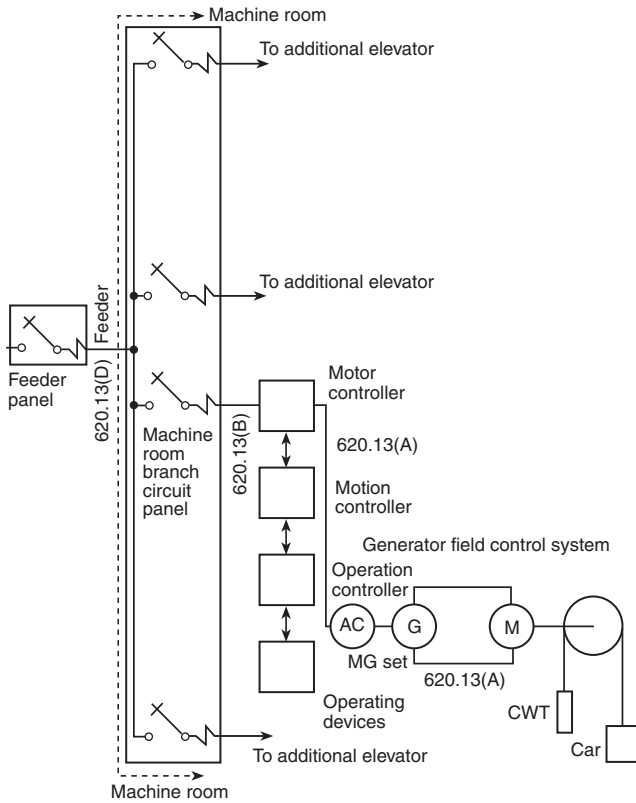 Machine room
To additional elevator
To additional elevator
Feeder
Feeder
panel
620.13(D)
Machine
room
branch
circuit
panel
620.13(B)
Motor
controller
620.13(A)
Motion
controller
Generator field control system
Operation
controller
AC
G
M
MG set
620.13(A)
Operating
devices
CWT
Car
To additional elevator
Machine room